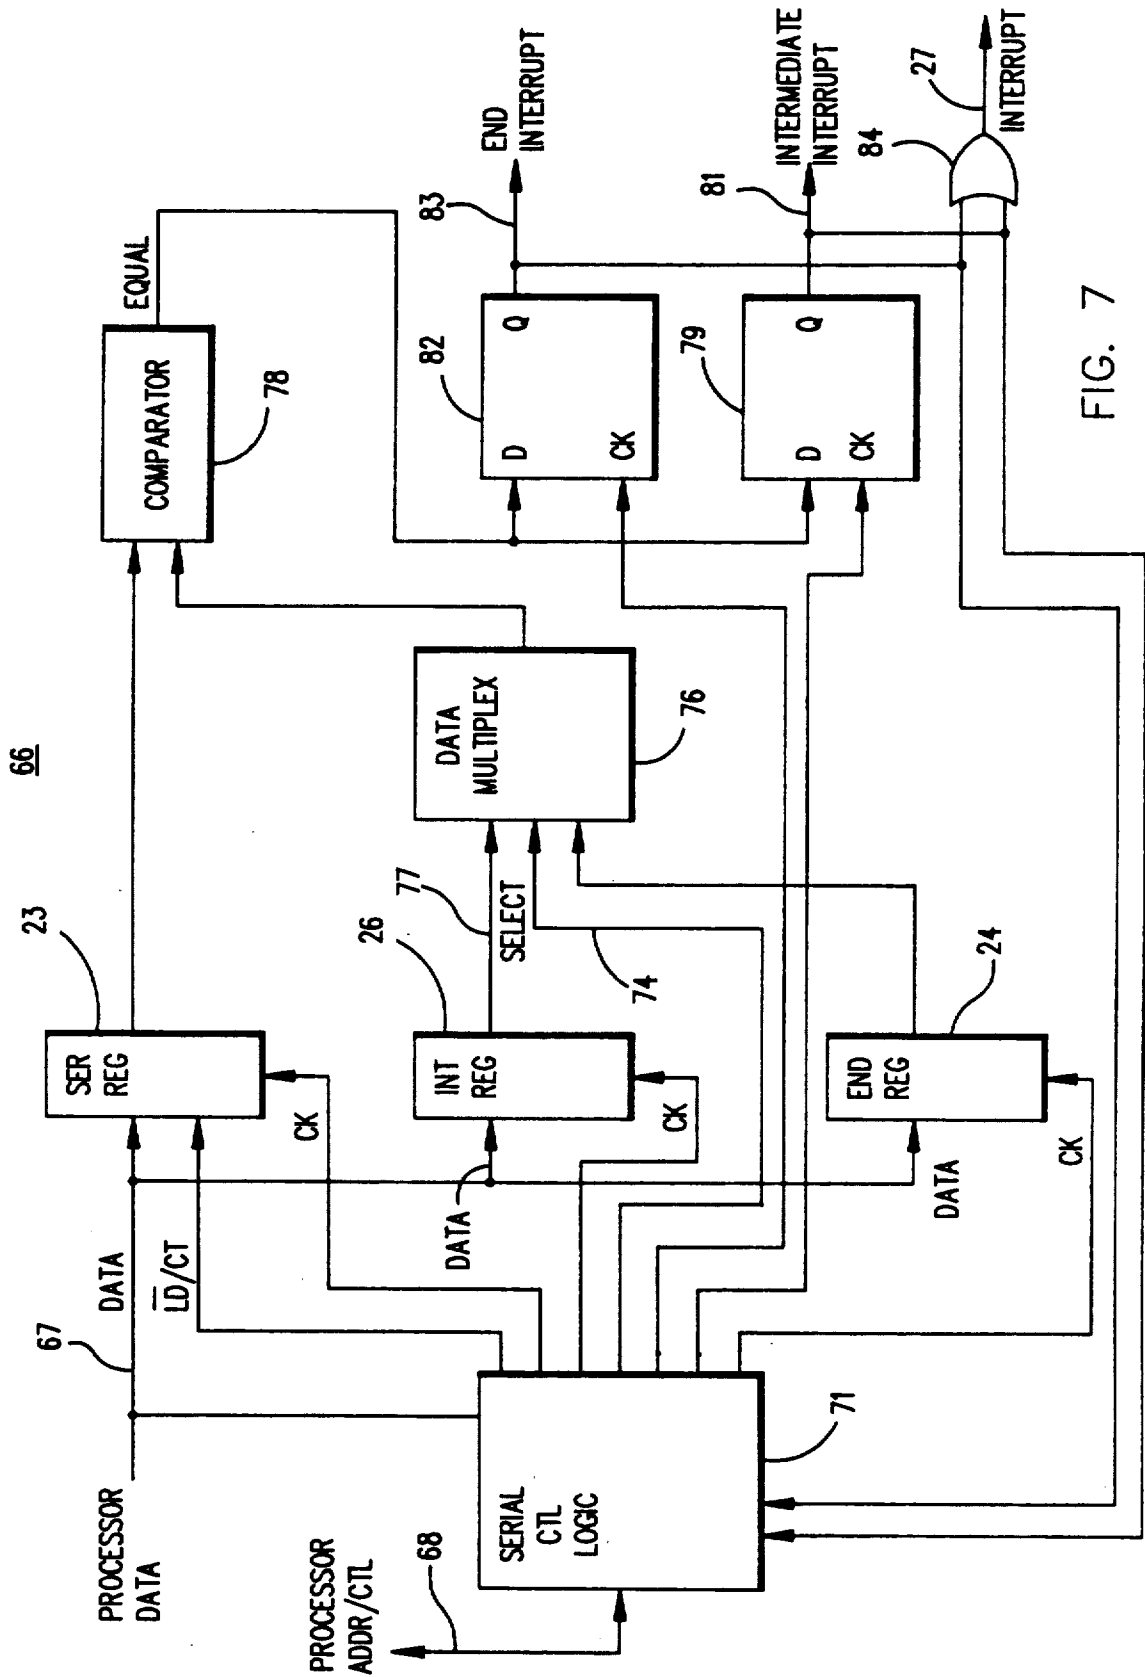 66
PROCESSOR
DATA
67
DATA
LD/CT
CK
SER
REG
23
COMPARATOR
78
EQUAL
PROCESSOR
ADDR/CTL
68
SERIAL
CTL
LOGIC
71
DATA
INT
REG
26
CK
77
SELECT
74
DATA
MULTIPLEX
76
DATA
END
REG
24
CK
D
Q
CK
82
83
END
INTERRUPT
D
Q
CK
79
81
INTERMEDIATE
INTERRUPT
84
27
INTERRUPT
FIG. 7